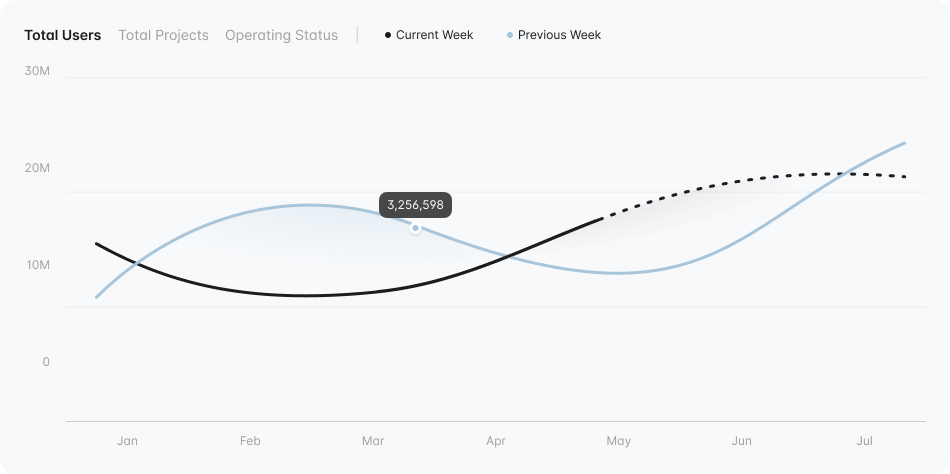 Total Users Total Projects Operating Status Current Week Previous Week
30M
20M
3,256,598
10M
0
Jan Feb Mar Apr May Jun Jul